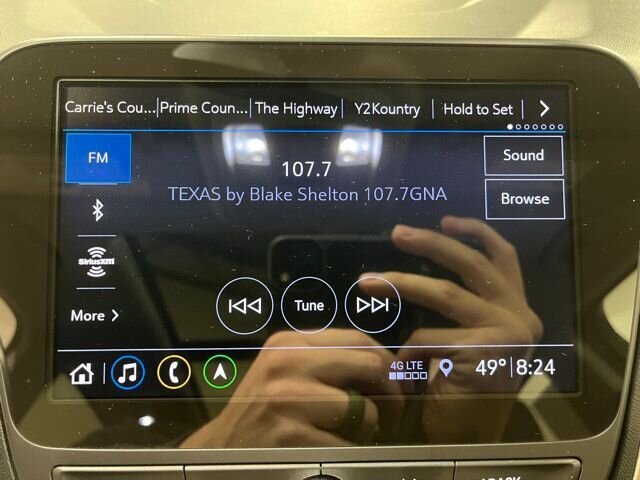 Carrie's Cou... Prime Coun... The Highway Y2Kountry Hold to Set
FM
107.7
Sound
TEXAS by Blake Shelton 107.7GNA
Browse
SiriusXM
More
Tune
4G LTE
49° 8:24